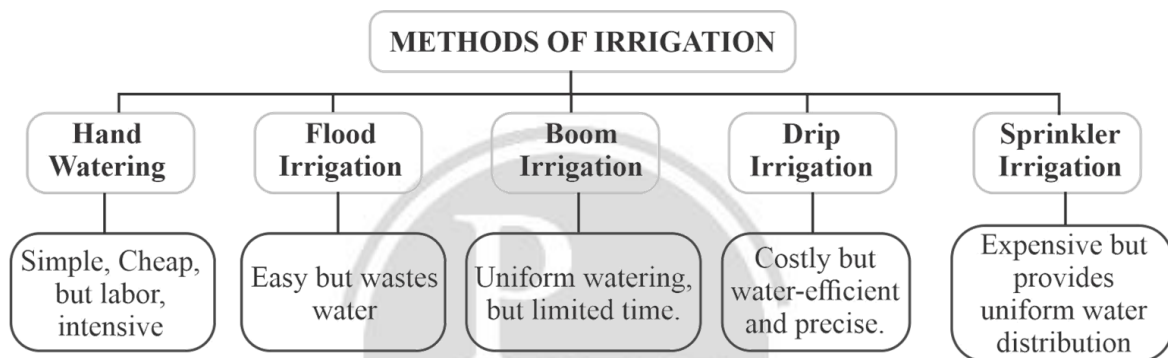 METHODS OF IRRIGATION
Hand
Watering
Simple, Cheap,
but labor,
intensive
Flood
Irrigation
Easy but wastes
water
Boom
Irrigation
Uniform watering,
but limited time.
Drip
Irrigation
Costly but
water-efficient
and precise.
Sprinkler
Irrigation
Expensive but
provides
uniform water
distribution
P